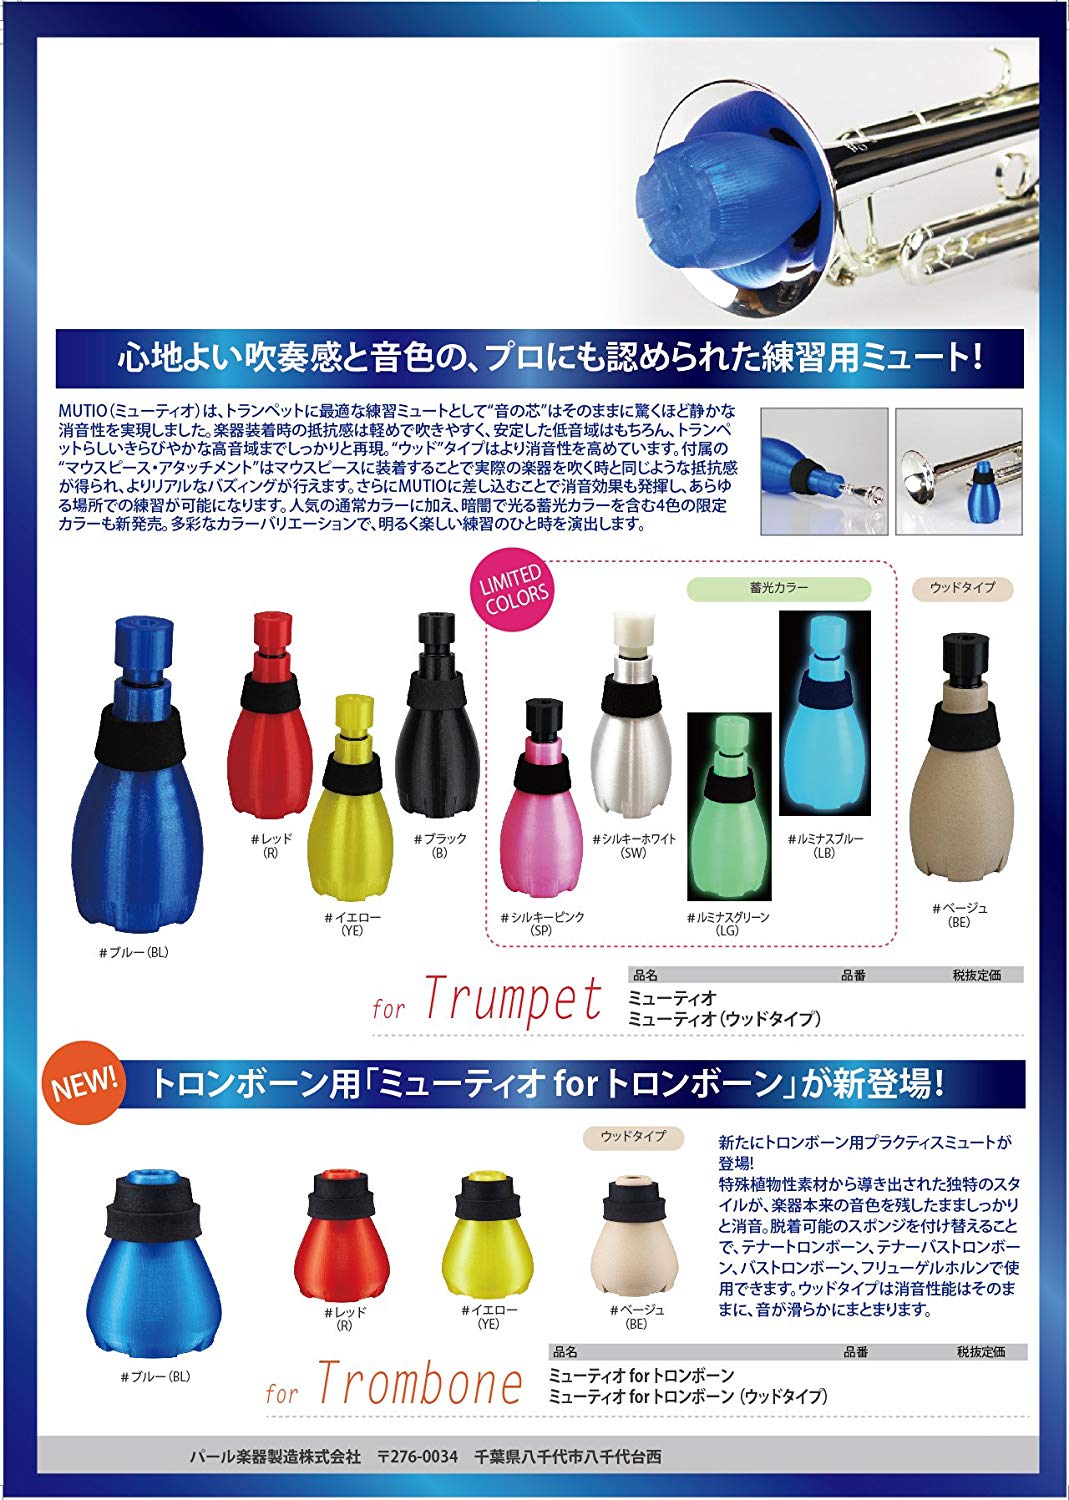 心地よい吹奏感と音色の、プロにも認められた練習用ミュート!
MUTIO(ミューティオ)は、トランペットに最適な練習ミュートとして“音の芯”はそのままに驚くほど静かな
消音性を実現しました。楽器装着時の抵抗感は軽めで吹きやすく、安定した低音域はもちろん、トランペ
ットらしいきらびやかな高音域までしっかりと再現。“ウッド”タイプはより消音性を高めています。付属の
“マウスピース・アタッチメント”はマウスピースに装着することで実際の楽器を吹く時と同じような抵抗感
が得られ、よりリアルなバズィングが行えます。さらにMUTIOに差し込むことで消音効果も発揮し、あらゆ
る場所での練習が可能になります。人気の通常カラーに加え、暗闇で光る蓄光カラーを含む4色の限定
カラーも新発売。多彩なカラーバリエーションで、明るく楽しい練習のひと時を演出します。
LIMITED
COLORS
蓄光カラー
ウッドタイプ
#ブルー(BL)
#レッド
(R)
#イエロー
(YE)
#ブラック
(B)
#シルキーピンク
(SP)
#シルキーホワイト
(SW)
#ルミナスグリーン
(LG)
#ルミナスブルー
(LB)
#ベージュ
(BE)
for Trumpet
品名 品番 税抜定価
ミューティオ
ミューティオ(ウッドタイプ)
NEW!
トロンボーン用「ミューティオ for トロンボーン」が新登場!
ウッドタイプ
#ブルー(BL)
#レッド
(R)
#イエロー
(YE)
#ベージュ
(BE)
新たにトロンボーン用プラクティスミュートが
登場!
特殊植物性素材から導き出された独特のスタ
イルが、楽器本来の音色を残したまましっかり
と消音。脱着可能のスポンジを付け替えること
で、テナートロンボーン、テナーバストロンボー
ン、バストロンボーン、フリューゲルホルンで使
用できます。ウッドタイプは消音性能はそのま
まに、音が滑らかにまとまります。
for Trombone
品名 品番 税抜定価
ミューティオ for トロンボーン
ミューティオ for トロンボーン (ウッドタイプ)
パール楽器製造株式会社 〒276-0034 千葉県八千代市八千代台西